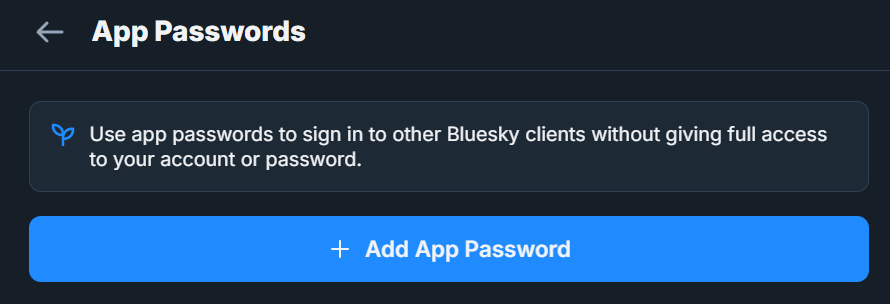 App Passwords
Use app passwords to sign in to other Bluesky clients without giving full access
to your account or password.
+ Add App Password